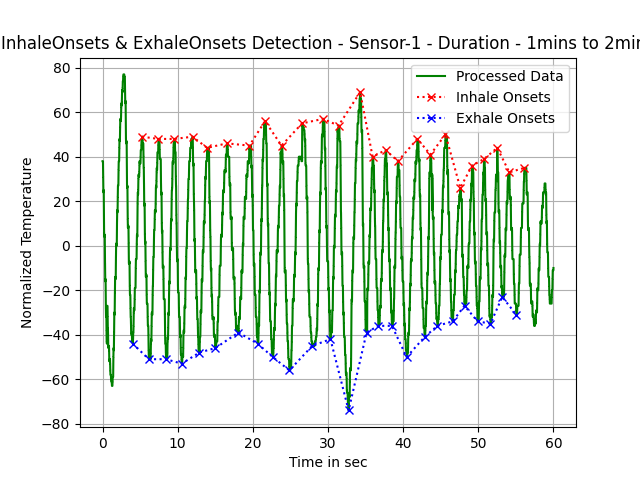 InhaleOnsets & ExhaleOnsets Detection - Sensor-1 - Duration - 1mins to 2min
Processed Data
Inhale Onsets
Exhale Onsets
80
60
40
20
0
−20
−40
−60
−80
Normalized Temperature
0 10 20 30 40 50 60
Time in sec